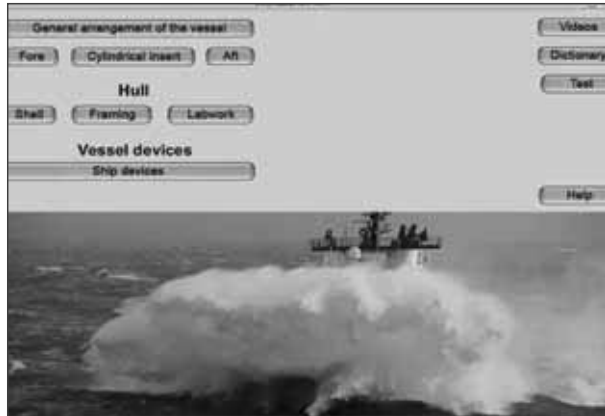 General arrangement of the vessel
Videos
Fore
Cylindrical insert
Aft
Dictionary
Hull
Test
Shell
Framing
Labwork
Vessel devices
Ship devices
Help